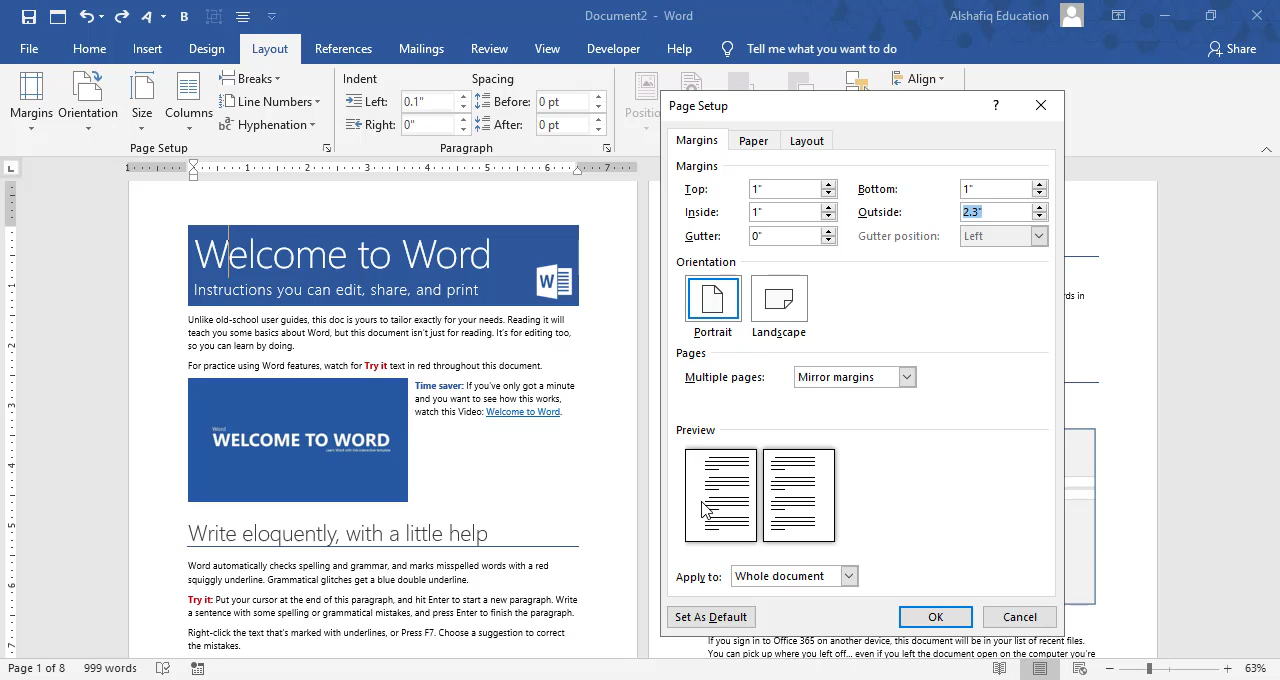 Document2 - Word
Alshafiq Education
File Home Insert Design Layout References Mailings Review View Developer Help Tell me what you want to do Share
Margins Orientation Size Columns
Breaks
Line Numbers
Hyphenation
Page Setup
Indent
Left: 0.1"
Right: 0"
Spacing
Before: 0 pt
After: 0 pt
Paragraph
Align
Page Setup
Margins Paper Layout
Margins
Top: 1" Bottom: 1"
Inside: 1" Outside: 2.3"
Gutter: 0" Gutter position: Left
Orientation
Portrait Landscape
Pages
Multiple pages: Mirror margins
Preview
Apply to: Whole document
Set As Default OK Cancel
1 1 2 3 4 5 6 7
Welcome to Word
Instructions you can edit, share, and print
Unlike old-school user guides, this doc is yours to tailor exactly for your needs. Reading it will
teach you some basics about Word, but this document isn't just for reading. It's for editing too,
so you can learn by doing.
For practice using Word features, watch for Try it text in red throughout this document.
Word
WELCOME TO WORD
Time saver: If you've only got a minute
and you want to see how this works,
watch this Video: Welcome to Word.
Write eloquently, with a little help
Word automatically checks spelling and grammar, and marks misspelled words with a red
squiggly underline. Grammatical glitches get a blue double underline.
Try it: Put your cursor at the end of this paragraph, and hit Enter to start a new paragraph. Write
a sentence with some spelling or grammatical mistakes, and press Enter to finish the paragraph.
Right-click the text that's marked with underlines, or Press F7. Choose a suggestion to correct
the mistakes.
rds in
If you sign in to Office 365 on another device, this document will be in your list of recent files.
You can pick up where you left off... even if you left the document open on the computer you're
Page 1 of 8 999 words 63%